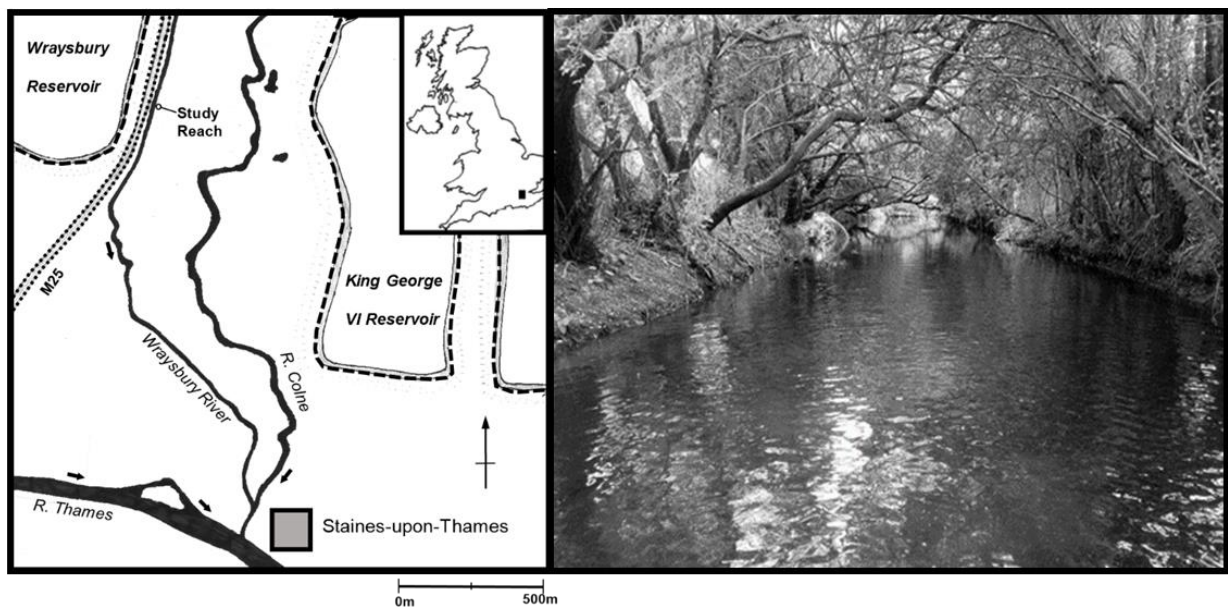 Wraysbury
Reservoir
Study
Reach
M25
Wraysbury River
R. Colne
King George
VI Reservoir
R. Thames
Staines-upon-Thames
0m
500m